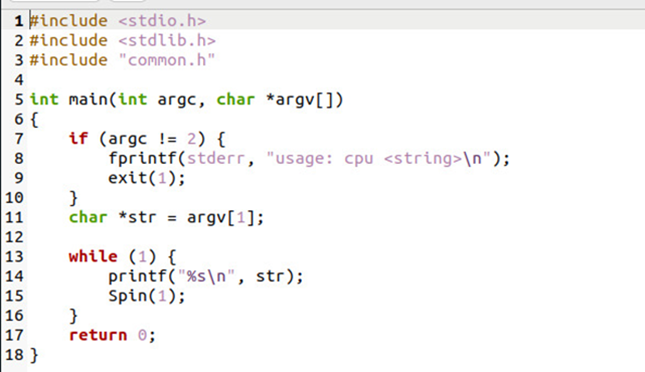 1 #include <stdio.h>
2 #include <stdlib.h>
3 #include "common.h"
4
5 int main(int argc, char *argv[])
6 {
7     if (argc != 2) {
8         fprintf(stderr, "usage: cpu <string>\n");
9         exit(1);
10     }
11     char *str = argv[1];
12
13     while (1) {
14         printf("%s\n", str);
15         Spin(1);
16     }
17     return 0;
18 }